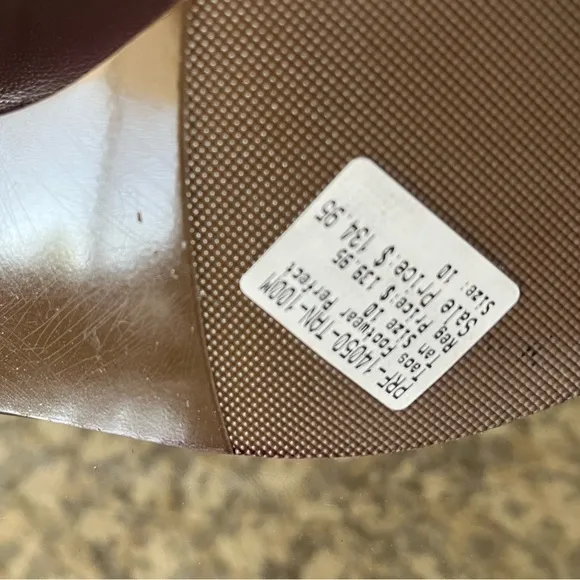 PRF-14050-TAN-100M
Taos Footwear Perfect
Tan Size 10
Reg Price:$ 139.95
Sale Price:$ 134.95
Size: 10